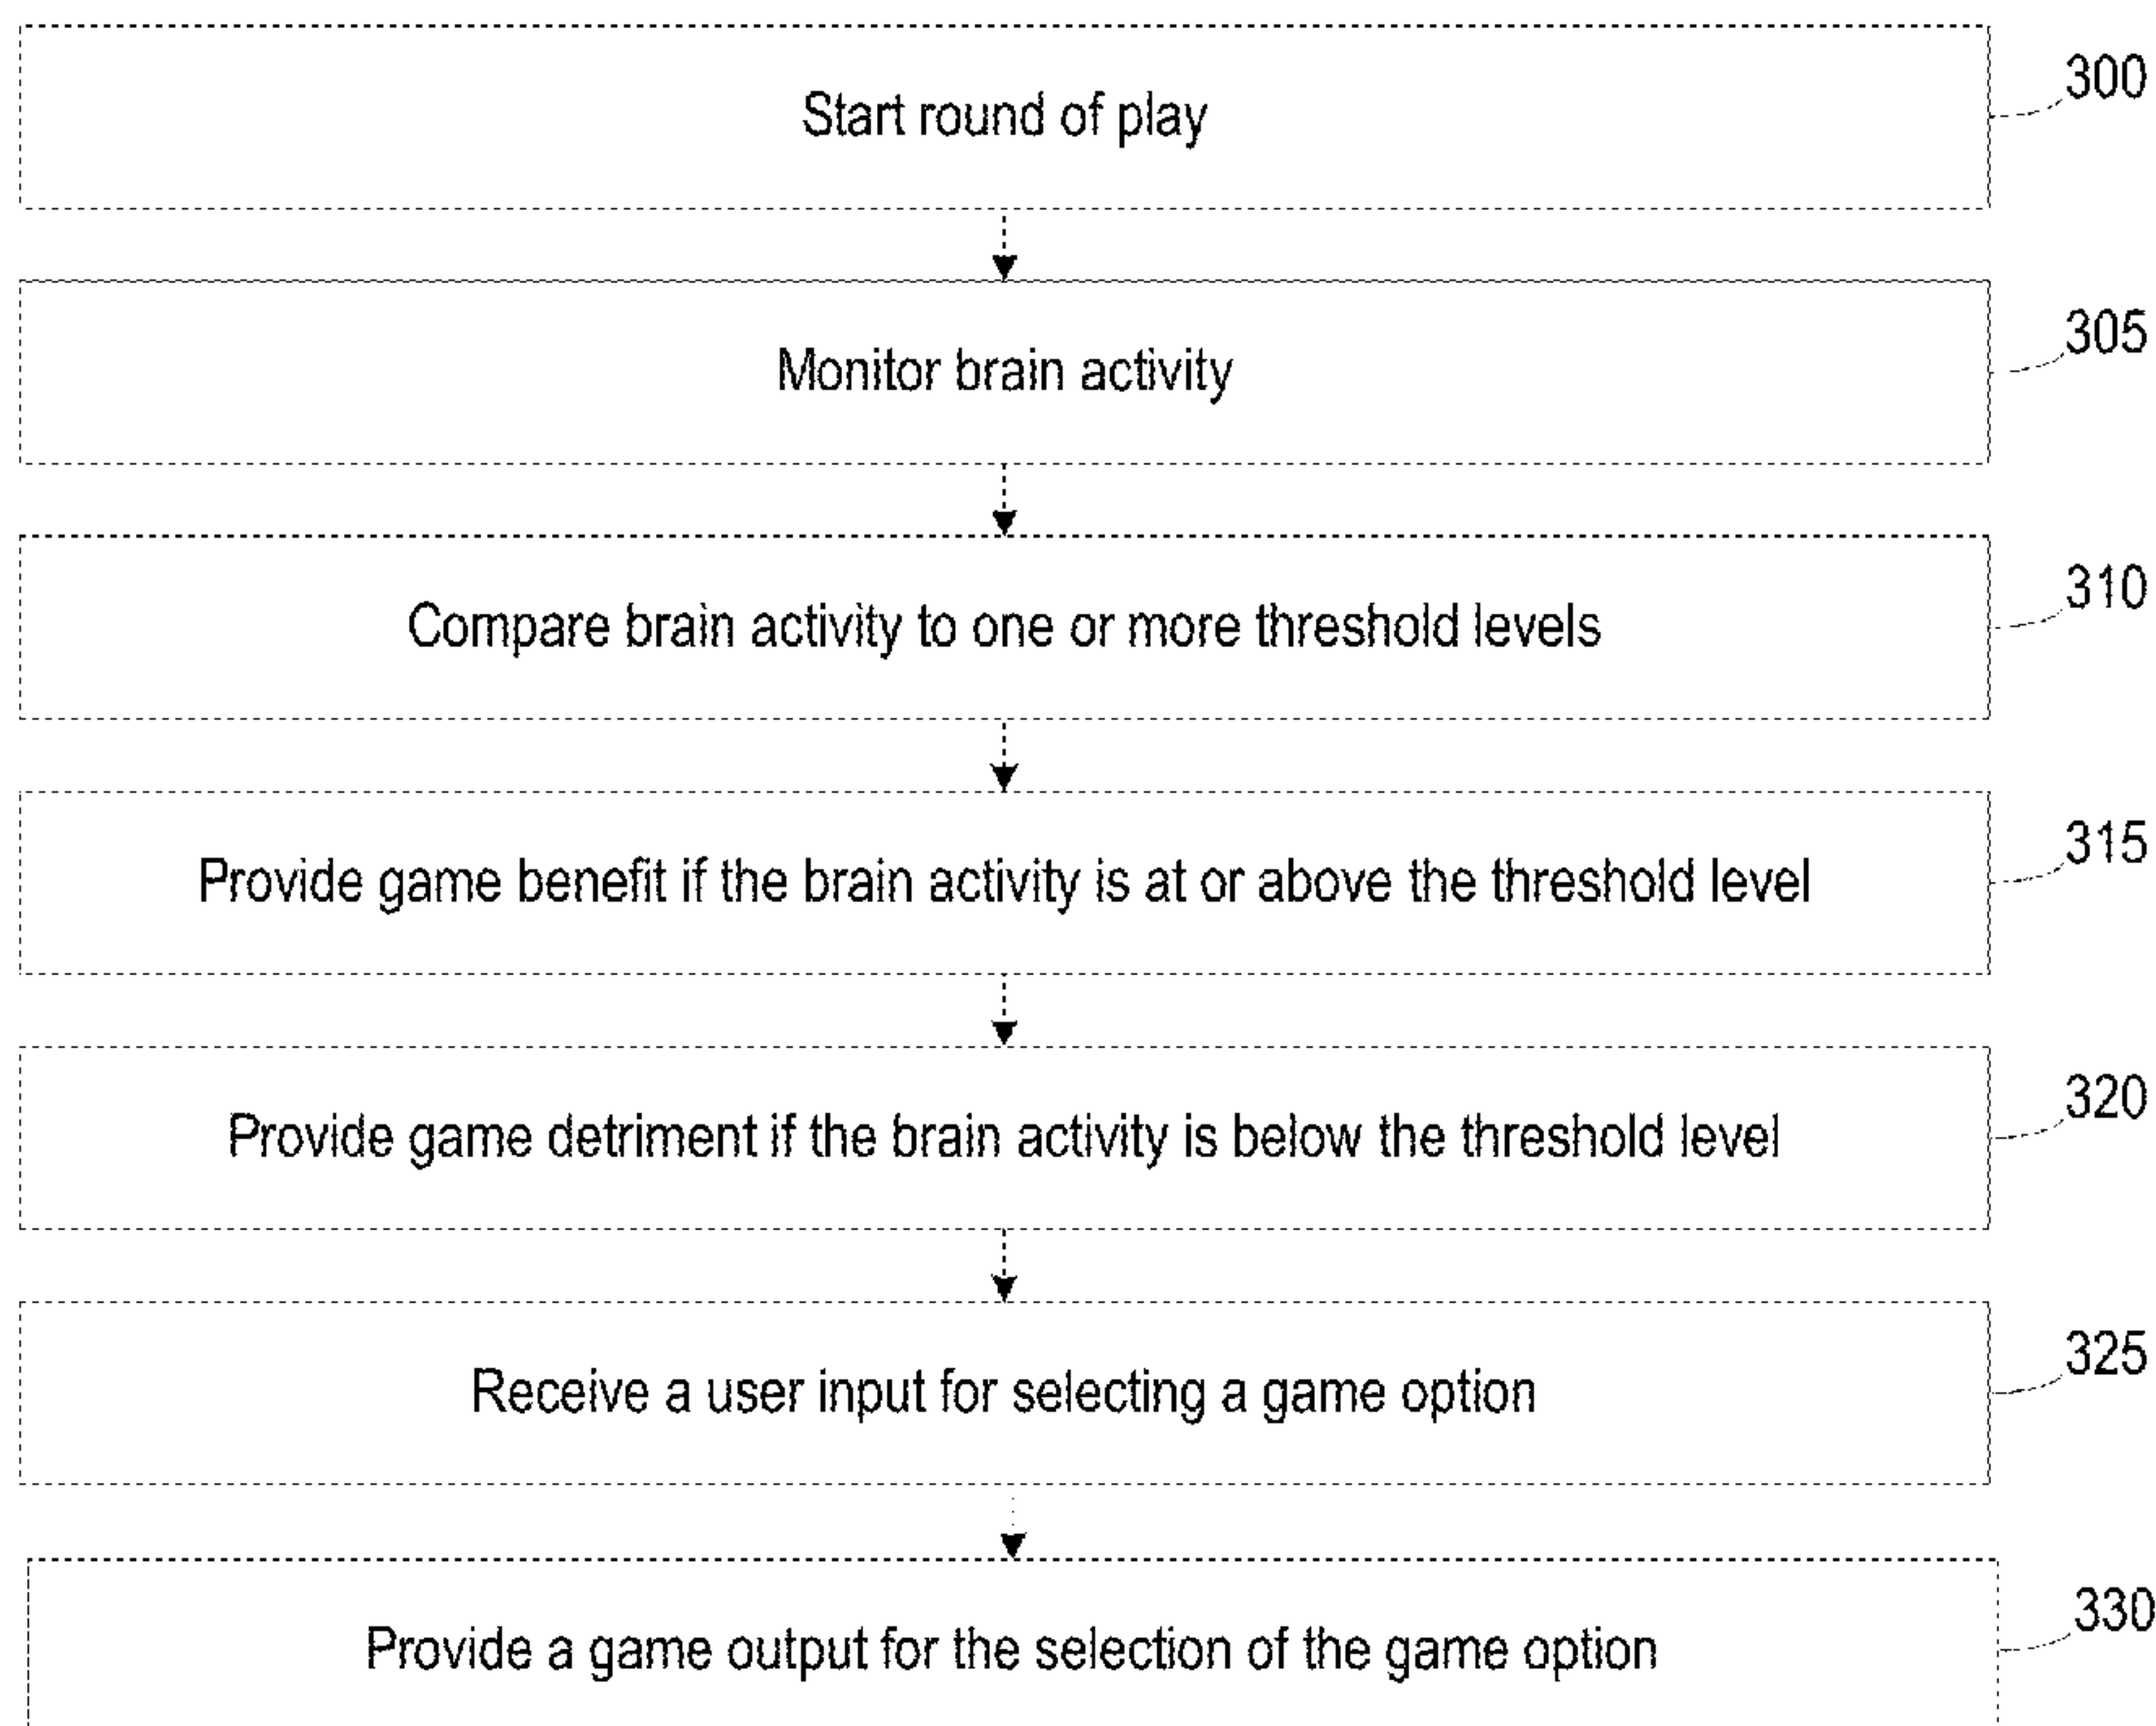 Start round of play
300
Monitor brain activity
305
Compare brain activity to one or more threshold levels
310
Provide game benefit if the brain activity is at or above the threshold level
315
Provide game detriment if the brain activity is below the threshold level
320
Receive a user input for selecting a game option
325
Provide a game output for the selection of the game option
330